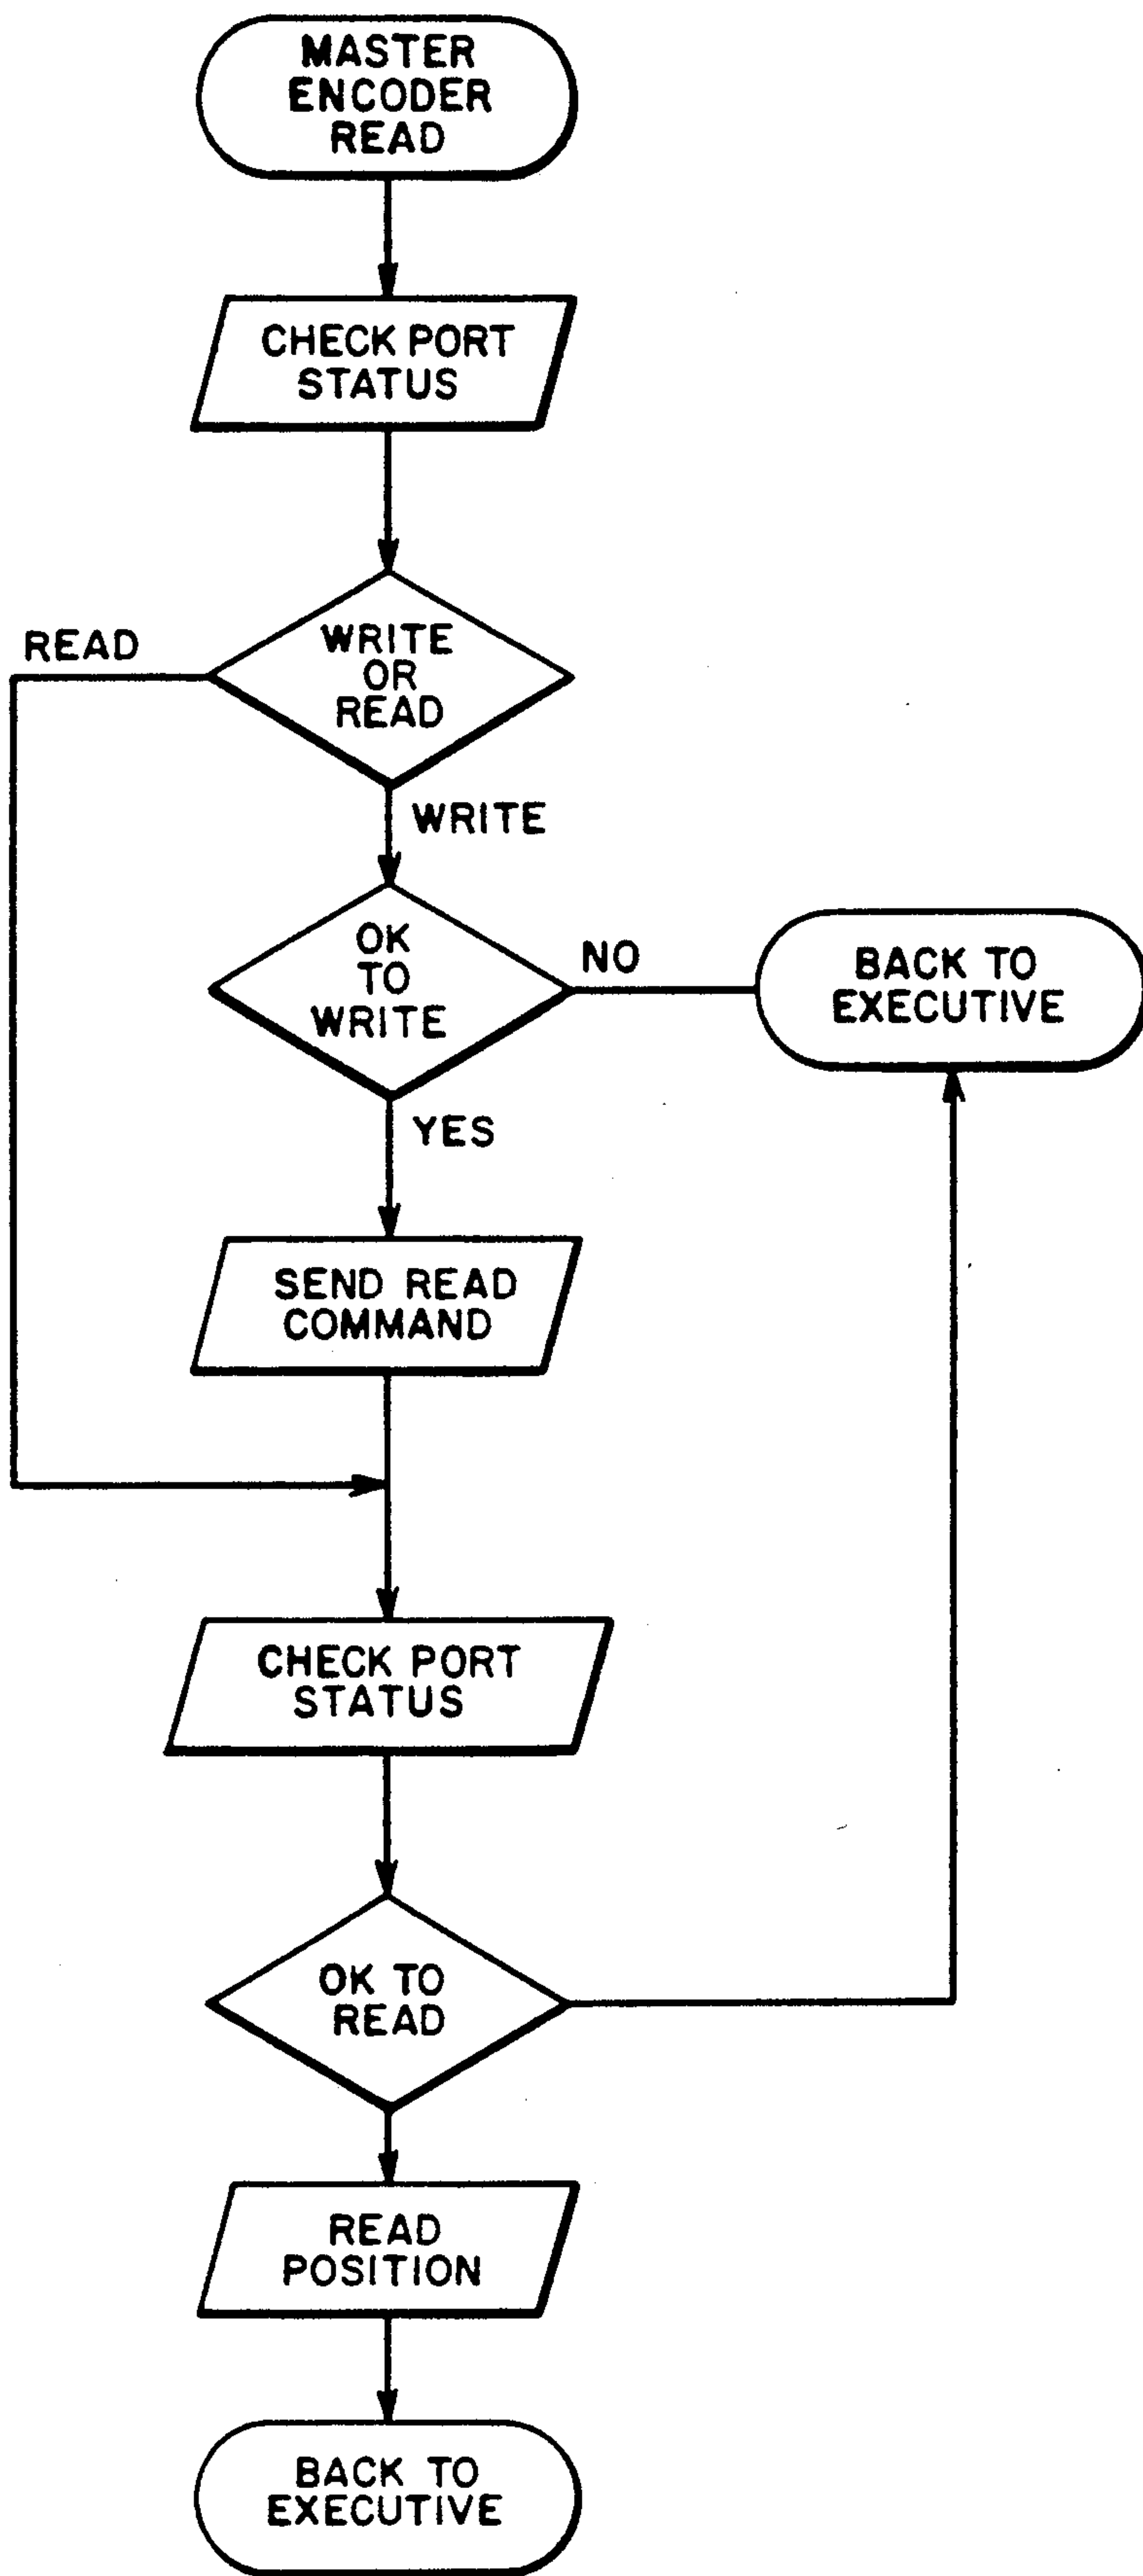 MASTER
ENCODER
READ
CHECK PORT
STATUS
READ
WRITE
OR
READ
WRITE
OK
TO
WRITE
NO
BACK TO
EXECUTIVE
YES
SEND READ
COMMAND
CHECK PORT
STATUS
OK TO
READ
READ
POSITION
BACK TO
EXECUTIVE